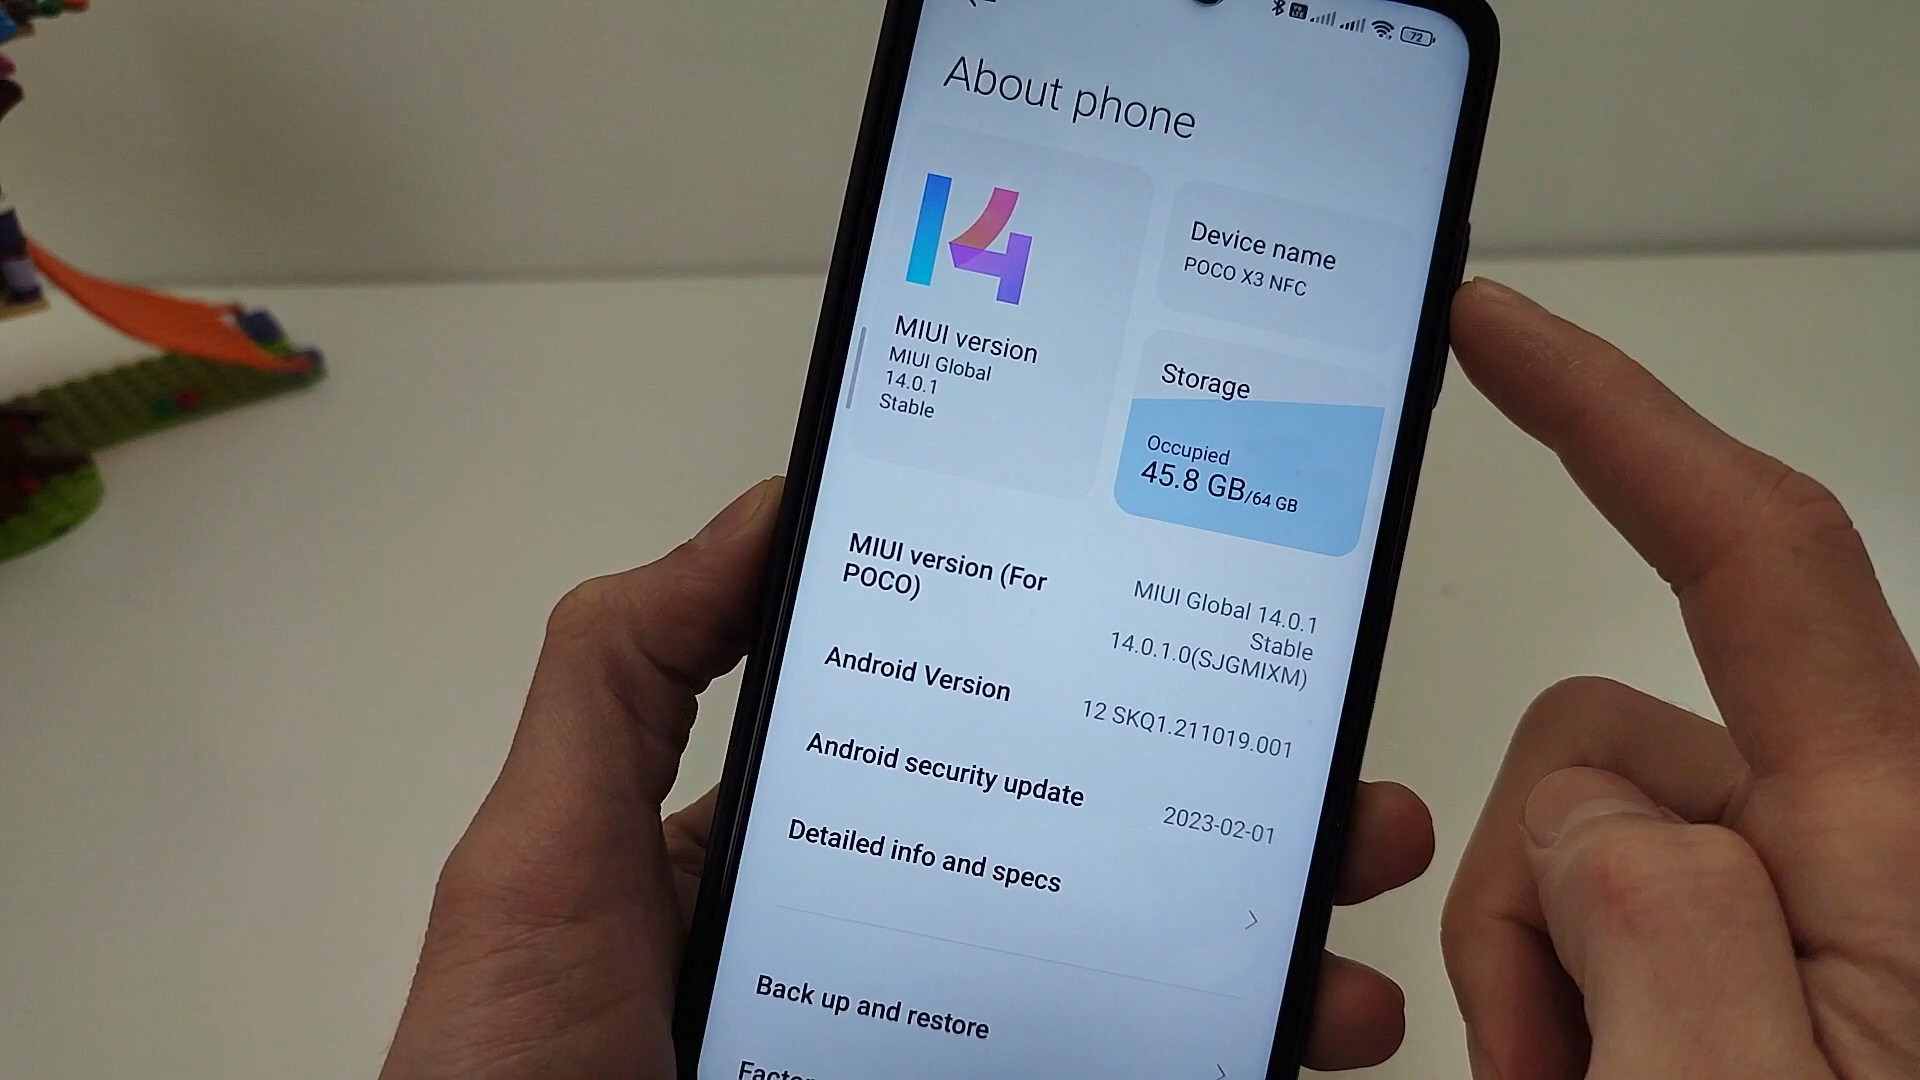 72
About phone
14
MIUI version
MIUI Global
14.0.1
Stable
Device name
POCO X3 NFC
Storage
Occupied
45.8 GB/64 GB
MIUI version (For
POCO)
MIUI Global 14.0.1
Stable
14.0.1.0(SJGMIXM)
Android Version
12 SKQ1.211019.001
Android security update
2023-02-01
Detailed info and specs
Back up and restore